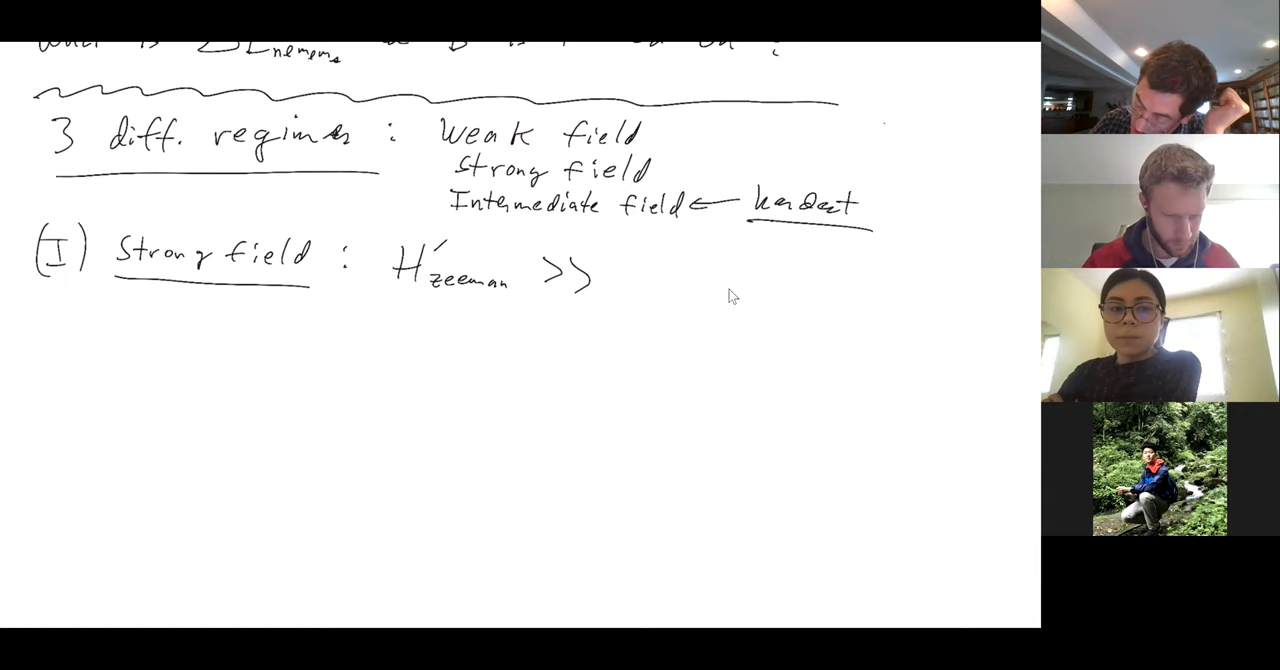 3 diff. regimes : Weak field
Strong field
Intermediate field ← hardest
(I) Strong field : H'zeeman >>